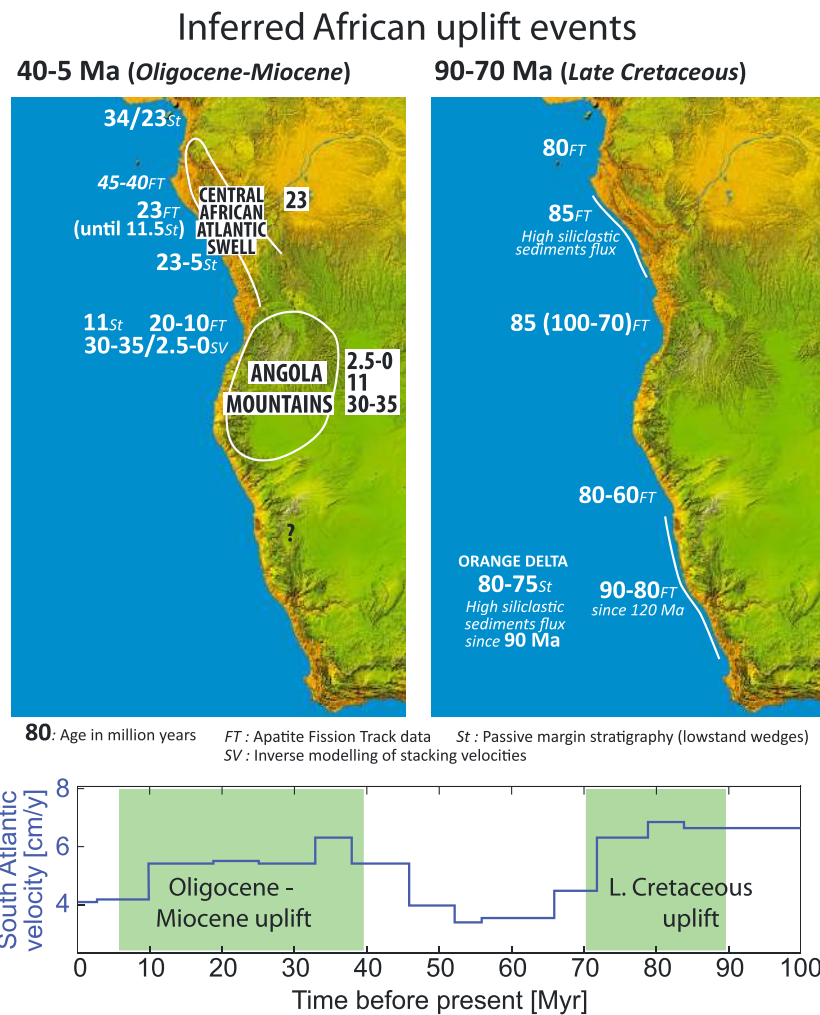 Inferred African uplift events
40-5 Ma (Oligocene-Miocene)
34/23St
45-40FT
23FT
(until 11.5St)
23-5St
CENTRAL
AFRICAN
ATLANTIC
SWELL
23
11St 20-10FT
30-35/2.5-0SV
ANGOLA
MOUNTAINS
2.5-0
11
30-35
?
90-70 Ma (Late Cretaceous)
80FT
85FT
High siliclastic
sediments flux
85 (100-70)FT
80-60FT
ORANGE DELTA
80-75St
High siliclastic
sediments flux
since 90 Ma
90-80FT
since 120 Ma
80: Age in million years
FT : Apatite Fission Track data
St : Passive margin stratigraphy (lowstand wedges)
SV : Inverse modelling of stacking velocities
South Atlantic
velocity [cm/y]
8
6
4
Oligocene -
Miocene uplift
L. Cretaceous
uplift
0 10 20 30 40 50 60 70 80 90 100
Time before present [Myr]